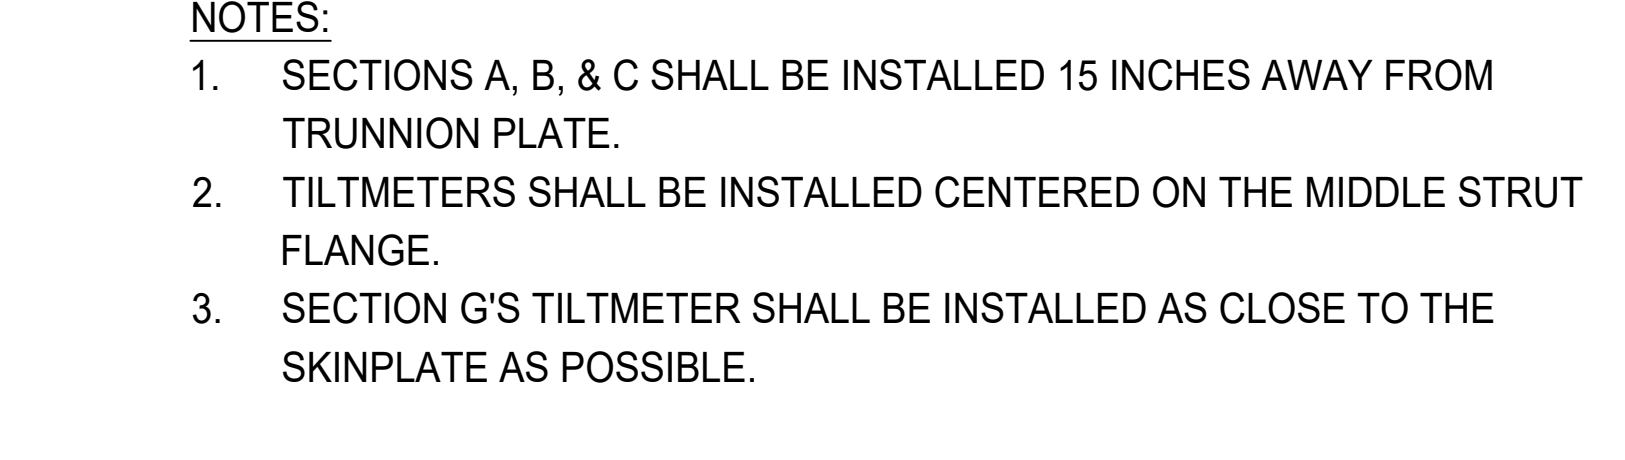 NOTES:
1. SECTIONS A, B, & C SHALL BE INSTALLED 15 INCHES AWAY FROM
TRUNNION PLATE.
2. TILTMETERS SHALL BE INSTALLED CENTERED ON THE MIDDLE STRUT
FLANGE.
3. SECTION G'S TILTMETER SHALL BE INSTALLED AS CLOSE TO THE
SKINPLATE AS POSSIBLE.